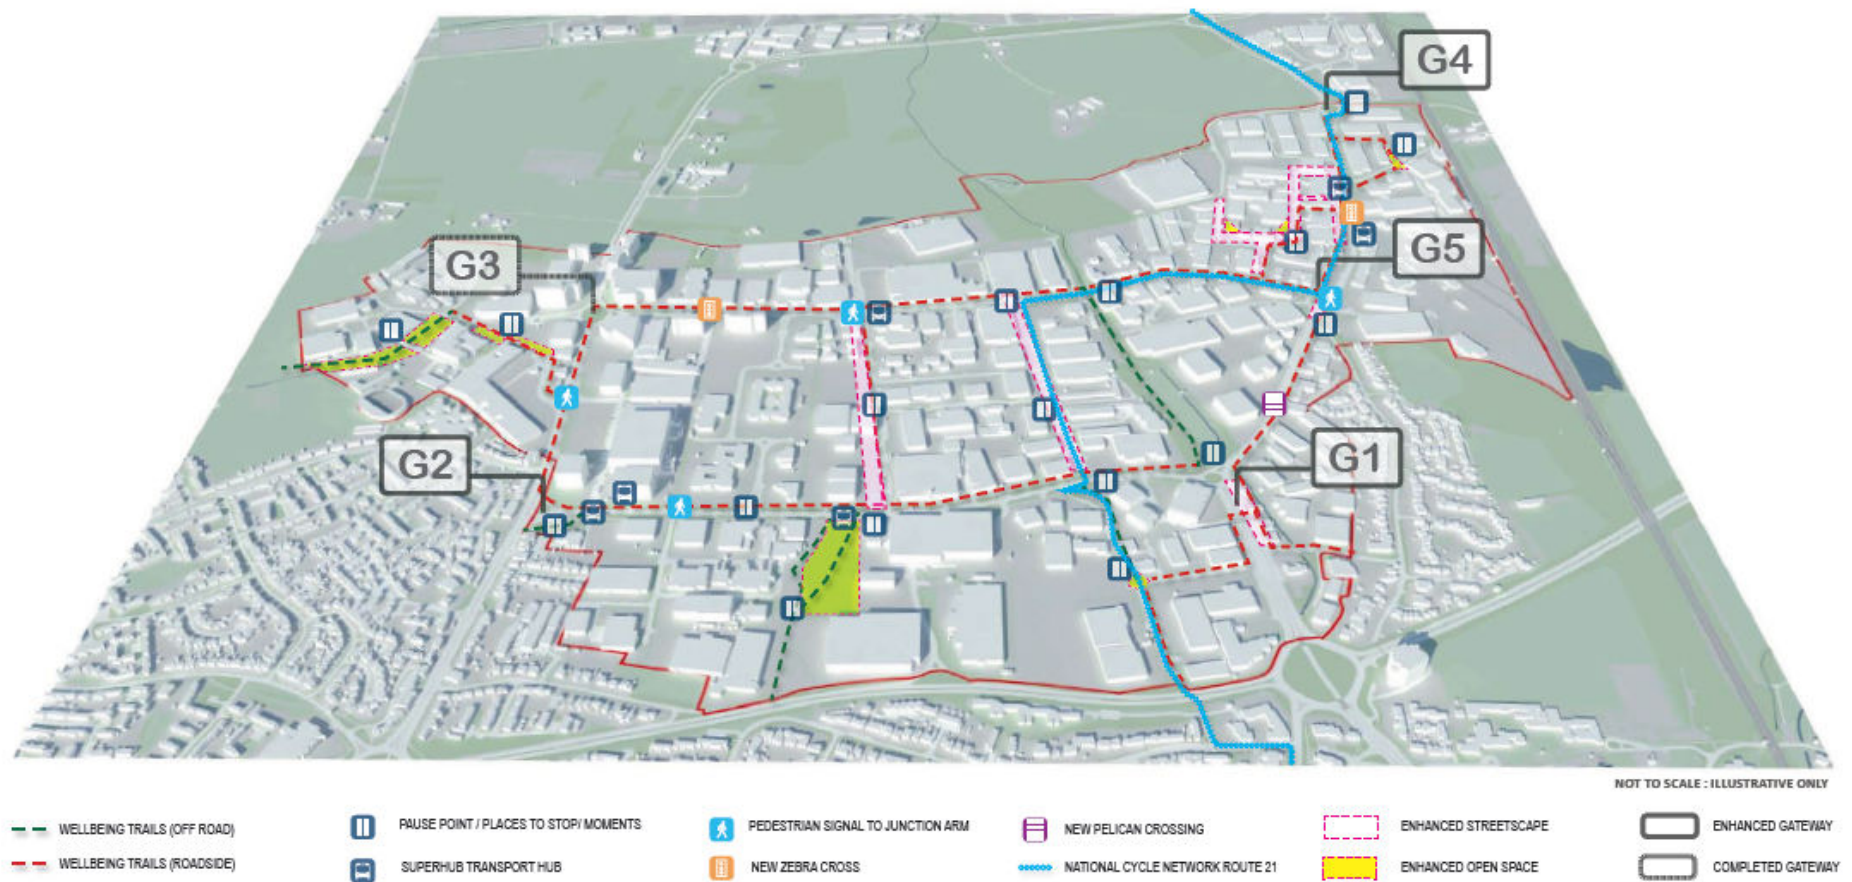 G4
G5
G3
G2
G1
NOT TO SCALE : ILLUSTRATIVE ONLY
WELLBEING TRAILS (OFF ROAD)
PAUSE POINT / PLACES TO STOP/ MOMENTS
PEDESTRIAN SIGNAL TO JUNCTION ARM
NEW PELICAN CROSSING
ENHANCED STREETSCAPE
ENHANCED GATEWAY
WELLBEING TRAILS (ROADSIDE)
SUPERHUB TRANSPORT HUB
NEW ZEBRA CROSS
NATIONAL CYCLE NETWORK ROUTE 21
ENHANCED OPEN SPACE
COMPLETED GATEWAY